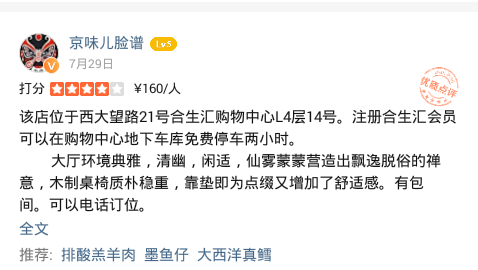 京味儿脸谱 Lv5
V 7月29日
优质点评
打分 ¥160/人
该店位于西大望路21号合生汇购物中心L4层14号。注册合生汇会员
可以在购物中心地下车库免费停车两小时。
大厅环境典雅，清幽，闲适，仙雾蒙蒙营造出飘逸脱俗的禅
意，木制桌椅质朴稳重，靠垫即为点缀又增加了舒适感。有包
间。可以电话订位。
全文
推荐: 排酸羔羊肉 墨鱼仔 大西洋真鳕